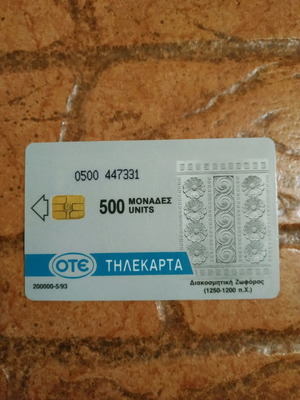 0500 447331
500 ΜΟΝΑΔΕΣ
UNITS
ΟΤΕ ΤΗΛΕΚΑΡΤΑ
200000-5/93
Διακοσμητική Ζωφόρος
(1250-1200 π.Χ.)